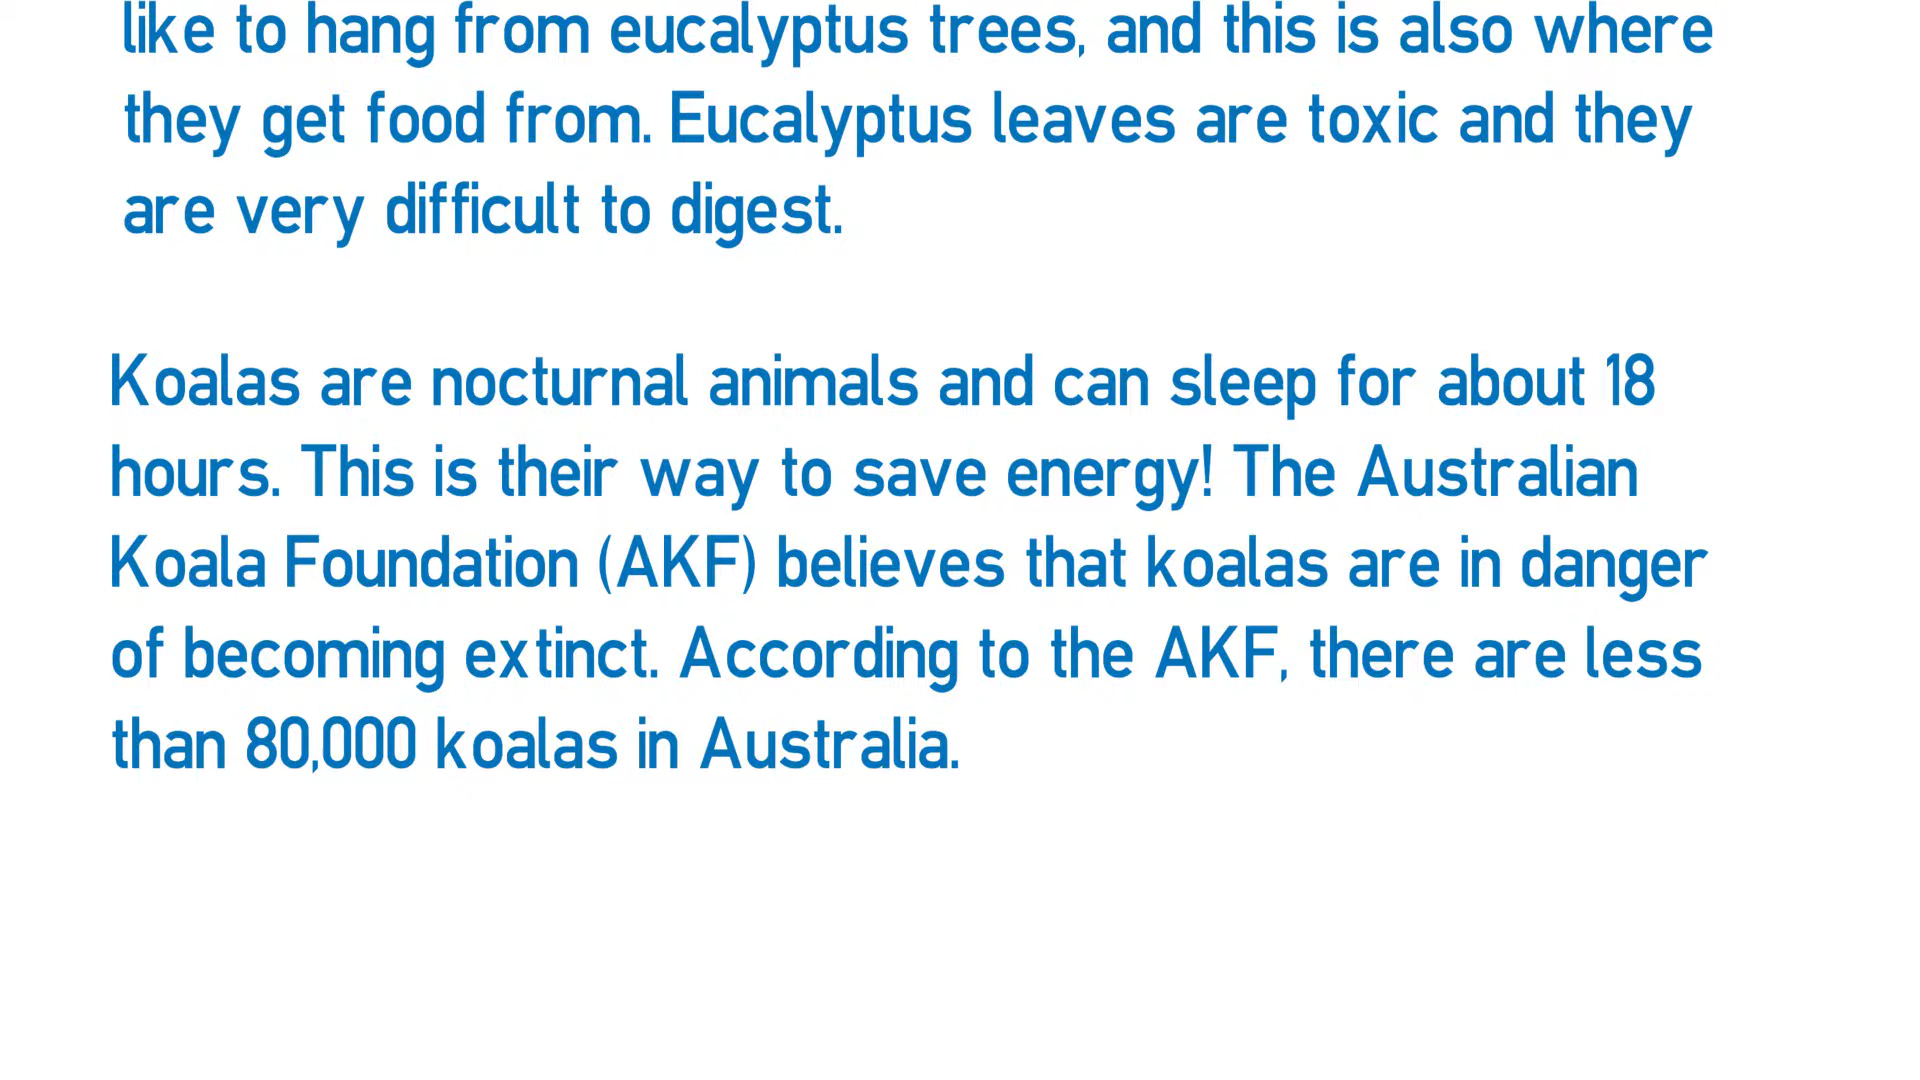 like to hang from eucalyptus trees, and this is also where
they get food from. Eucalyptus leaves are toxic and they
are very difficult to digest.
Koalas are nocturnal animals and can sleep for about 18
hours. This is their way to save energy! The Australian
Koala Foundation (AKF) believes that koalas are in danger
of becoming extinct. According to the AKF, there are less
than 80,000 koalas in Australia.